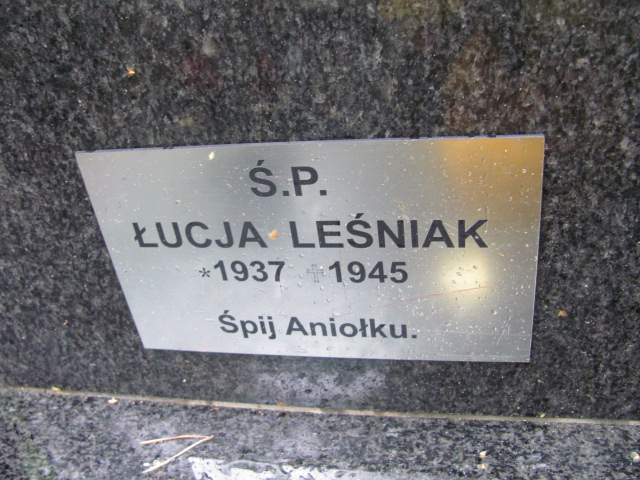 Ś.P.
ŁUCJA LEŚNIAK
*1937 †1945
Śpij Aniołku.